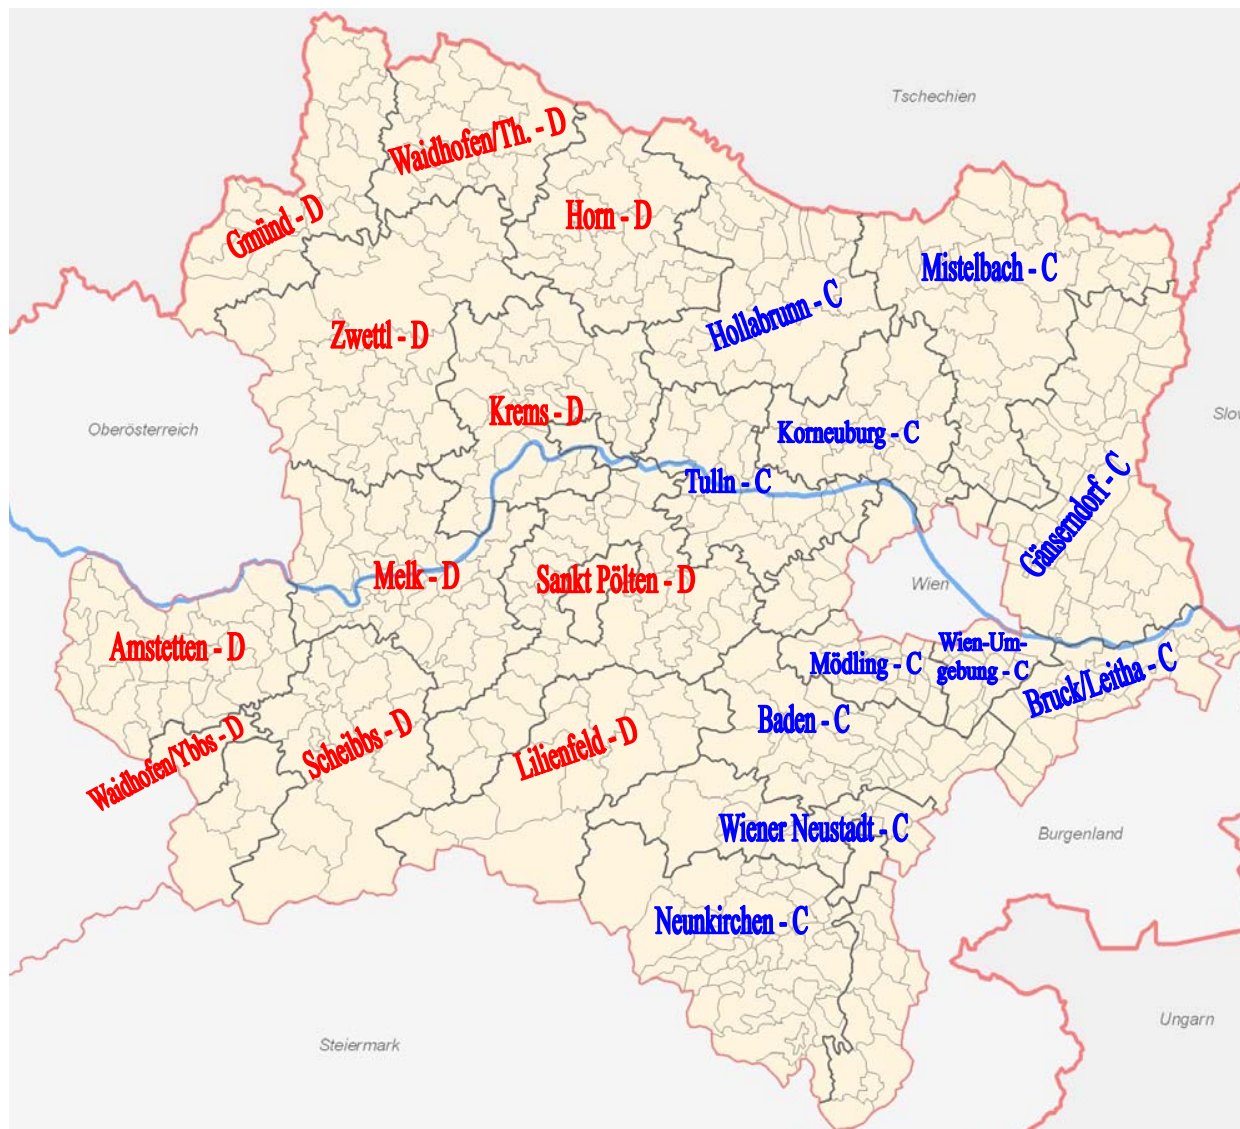 Tschechien
Waidhofen/Th. - D
Gmünd - D
Horn - D
Mistelbach - C
Hollabrunn - C
Zwettl - D
Krems - D
Oberösterreich
Korneuburg - C
Slov
Tulln - C
Gänserndorf - C
Melk - D
Sankt Pölten - D
Wien
Amstetten - D
Mödling - C
Wien-Um-
gebung - C
Bruck/Leitha - C
Baden - C
Waidhofen/Ybbs - D
Scheibbs - D
Lilienfeld - D
Wiener Neustadt - C
Burgenland
Neunkirchen - C
Ungarn
Steiermark